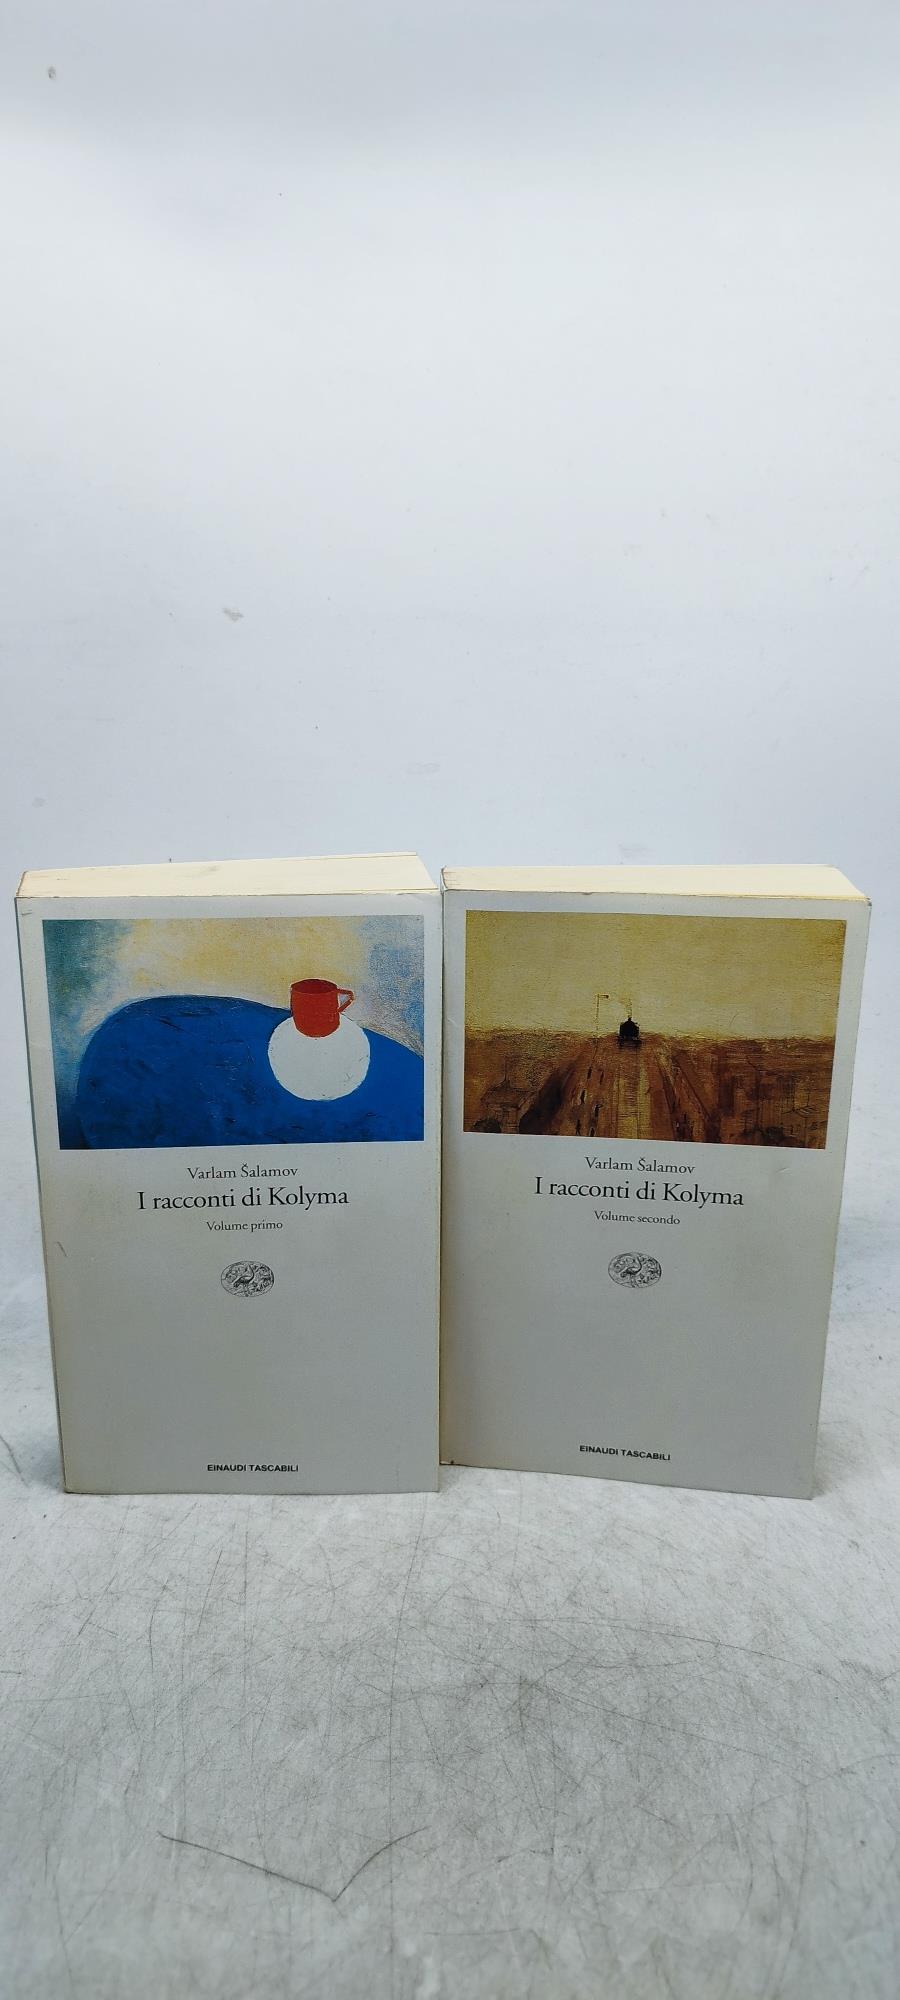 Varlam Šalamov
I racconti di Kolyma
Volume primo
EINAUDI TASCABILI
Varlam Šalamov
I racconti di Kolyma
Volume secondo
EINAUDI TASCABILI